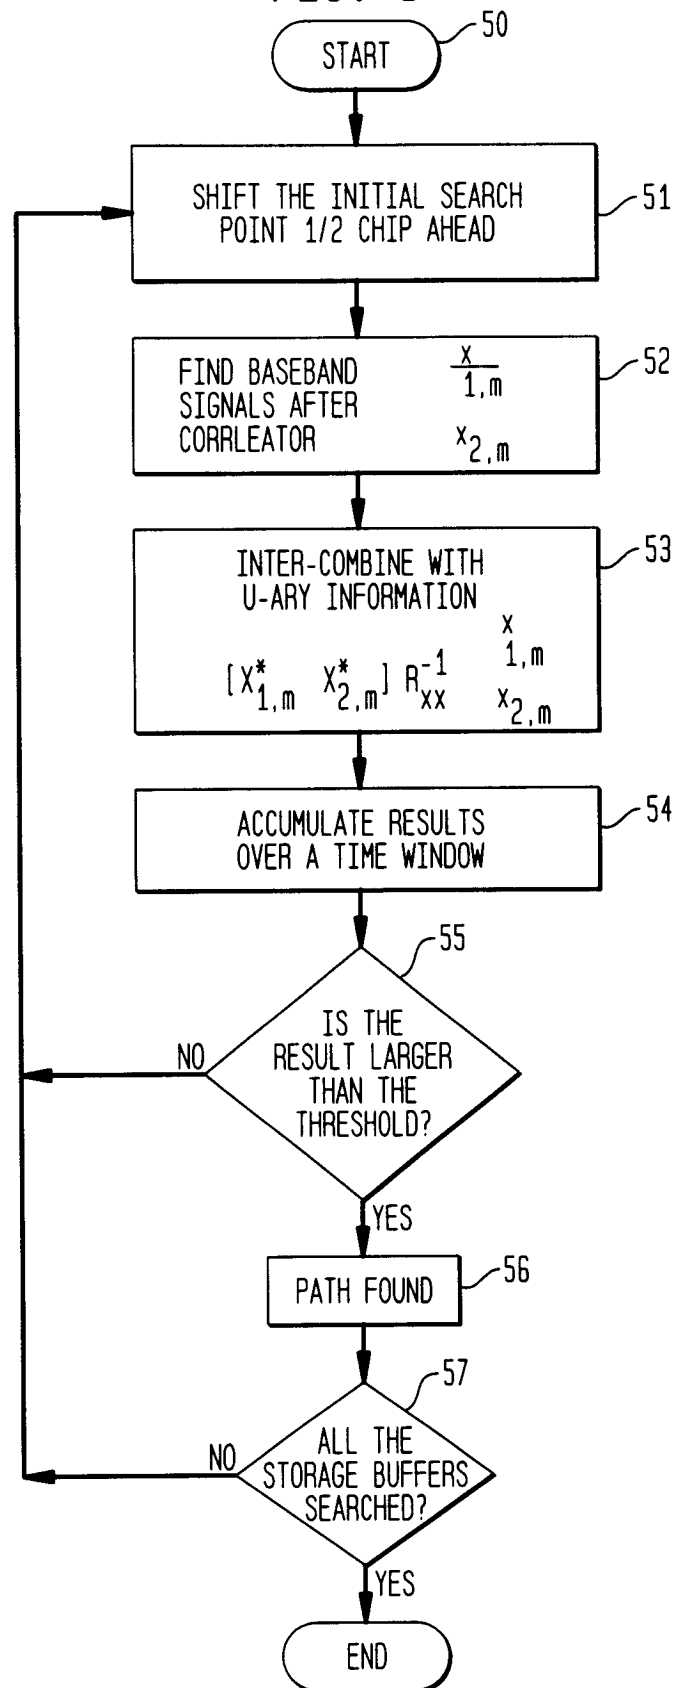 START
50
SHIFT THE INITIAL SEARCH
POINT 1/2 CHIP AHEAD
51
FIND BASEBAND
SIGNALS AFTER
CORRLEATOR
x
1,m
x2,m
52
INTER-COMBINE WITH
U-ARY INFORMATION
x
1,m
[X*1,m X*2,m] R-1xx x2,m
53
ACCUMULATE RESULTS
OVER A TIME WINDOW
54
55
IS THE
RESULT LARGER
THAN THE
THRESHOLD?
NO
YES
PATH FOUND
56
57
ALL THE
STORAGE BUFFERS
SEARCHED?
NO
YES
END